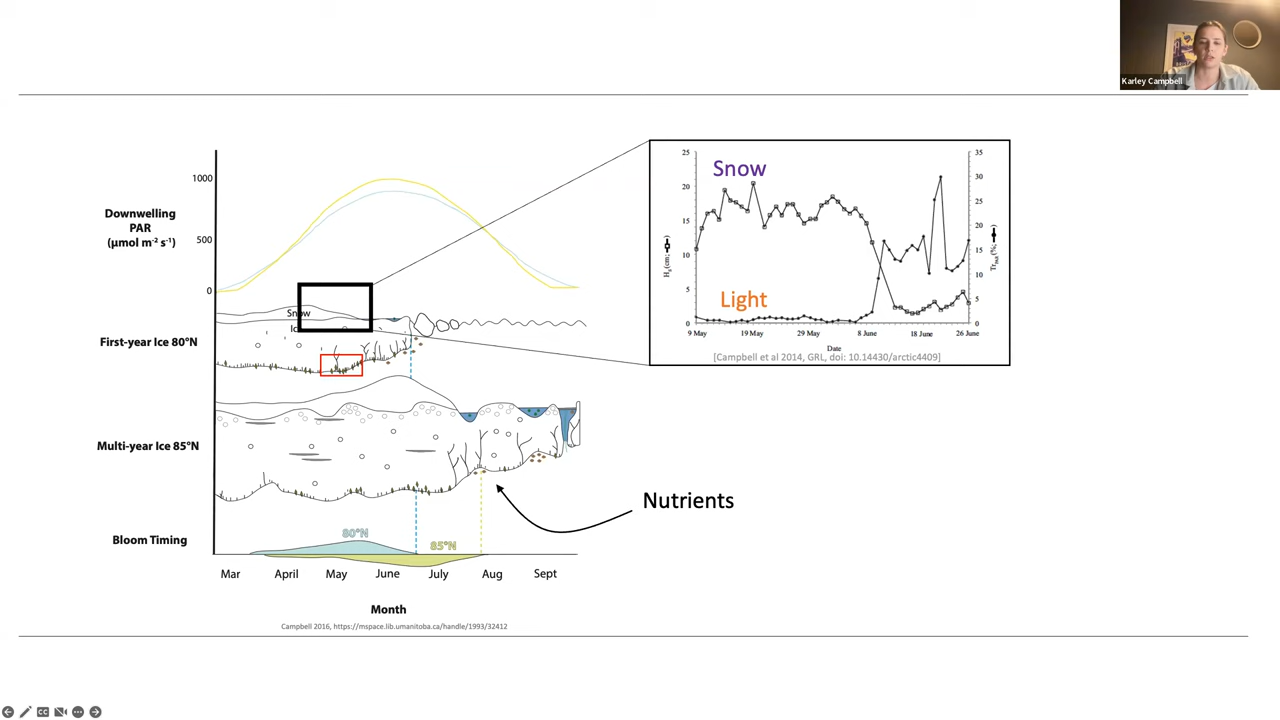 Karley Campbell
1000
500
0
Downwelling
PAR
(μmol m⁻² s⁻¹)
Snow
First-year Ice 80°N
Multi-year Ice 85°N
Bloom Timing
80°N
85°N
Mar April May June July Aug Sept
Month
Campbell 2016, https://mspace.lib.umanitoba.ca/handle/1993/32412
Nutrients
Snow
Light
25
20
15
10
5
0
35
30
25
20
15
10
5
0
9 May 19 May 29 May 8 June 18 June 26 June
Date
[Campbell et al 2014, GRL, doi: 10.14430/arctic4409]
CC